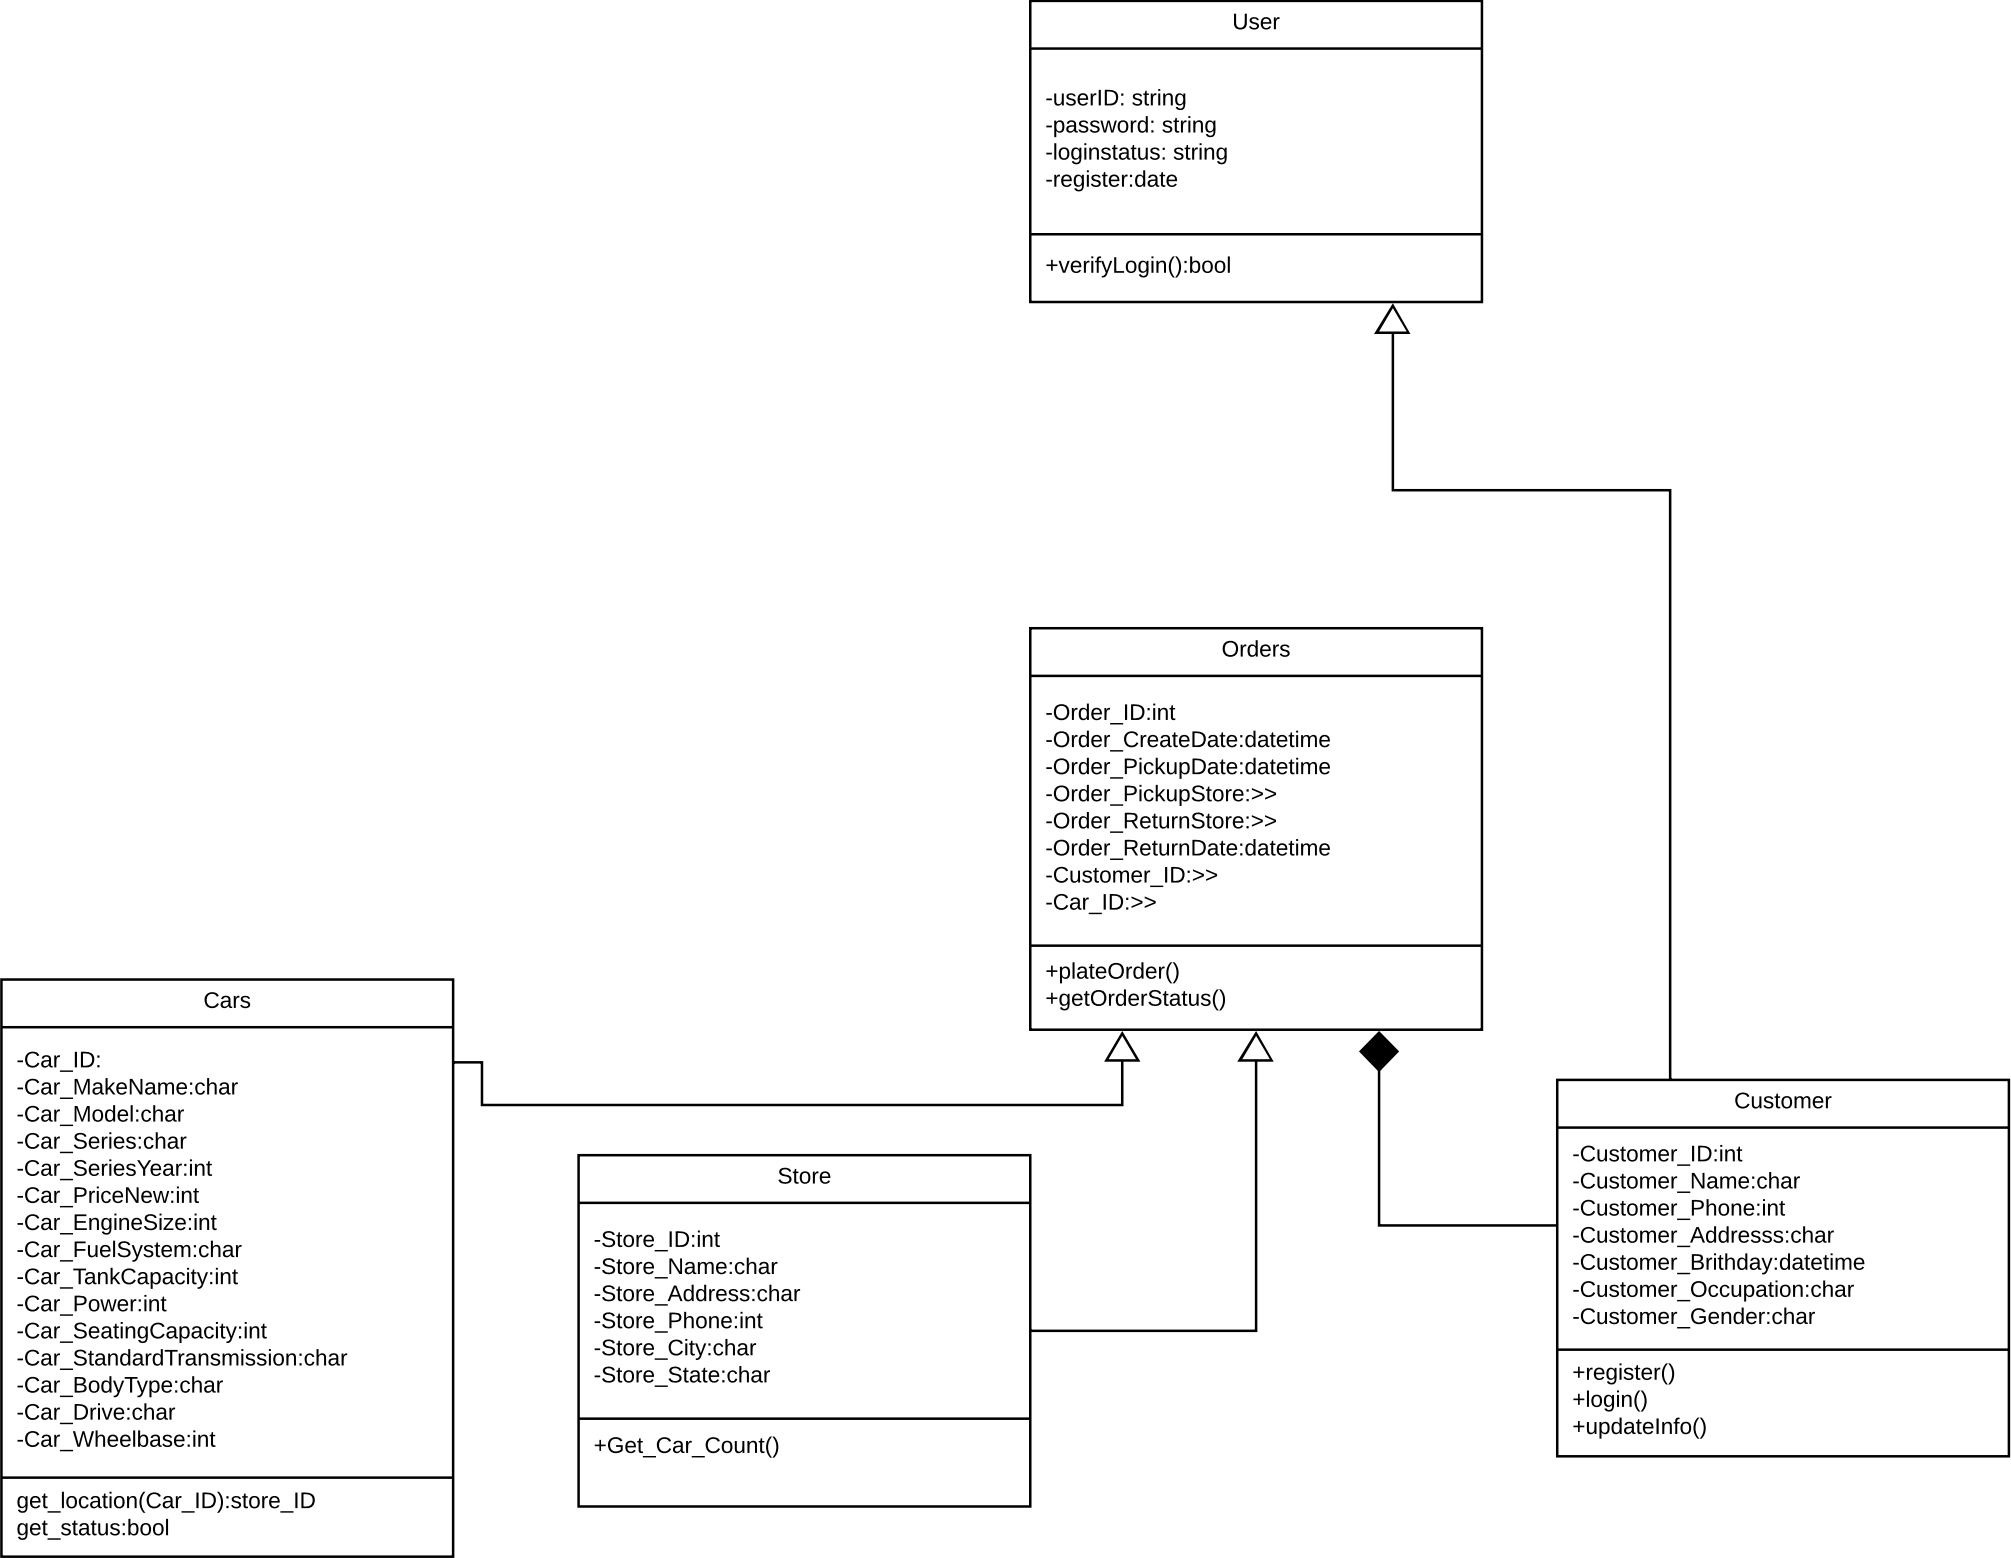 User
-userID: string
-password: string
-loginstatus: string
-register:date
+verifyLogin():bool
Orders
-Order_ID:int
-Order_CreateDate:datetime
-Order_PickupDate:datetime
-Order_PickupStore:>>
-Order_ReturnStore:>>
-Order_ReturnDate:datetime
-Customer_ID:>>
-Car_ID:>>
+plateOrder()
+getOrderStatus()
Cars
-Car_ID:
-Car_MakeName:char
-Car_Model:char
-Car_Series:char
-Car_SeriesYear:int
-Car_PriceNew:int
-Car_EngineSize:int
-Car_FuelSystem:char
-Car_TankCapacity:int
-Car_Power:int
-Car_SeatingCapacity:int
-Car_StandardTransmission:char
-Car_BodyType:char
-Car_Drive:char
-Car_Wheelbase:int
get_location(Car_ID):store_ID
get_status:bool
Store
-Store_ID:int
-Store_Name:char
-Store_Address:char
-Store_Phone:int
-Store_City:char
-Store_State:char
+Get_Car_Count()
Customer
-Customer_ID:int
-Customer_Name:char
-Customer_Phone:int
-Customer_Addresss:char
-Customer_Brithday:datetime
-Customer_Occupation:char
-Customer_Gender:char
+register()
+login()
+updateInfo()